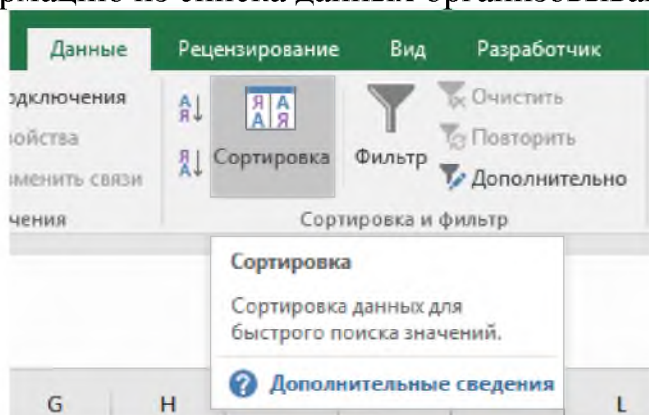 Данные Рецензирование Вид Разработчик
Сортировка
Фильтр
Очистить
Повторить
Дополнительно
Сортировка и фильтр
Сортировка
Сортировка данных для
быстрого поиска значений.
Дополнительные сведения
G H L